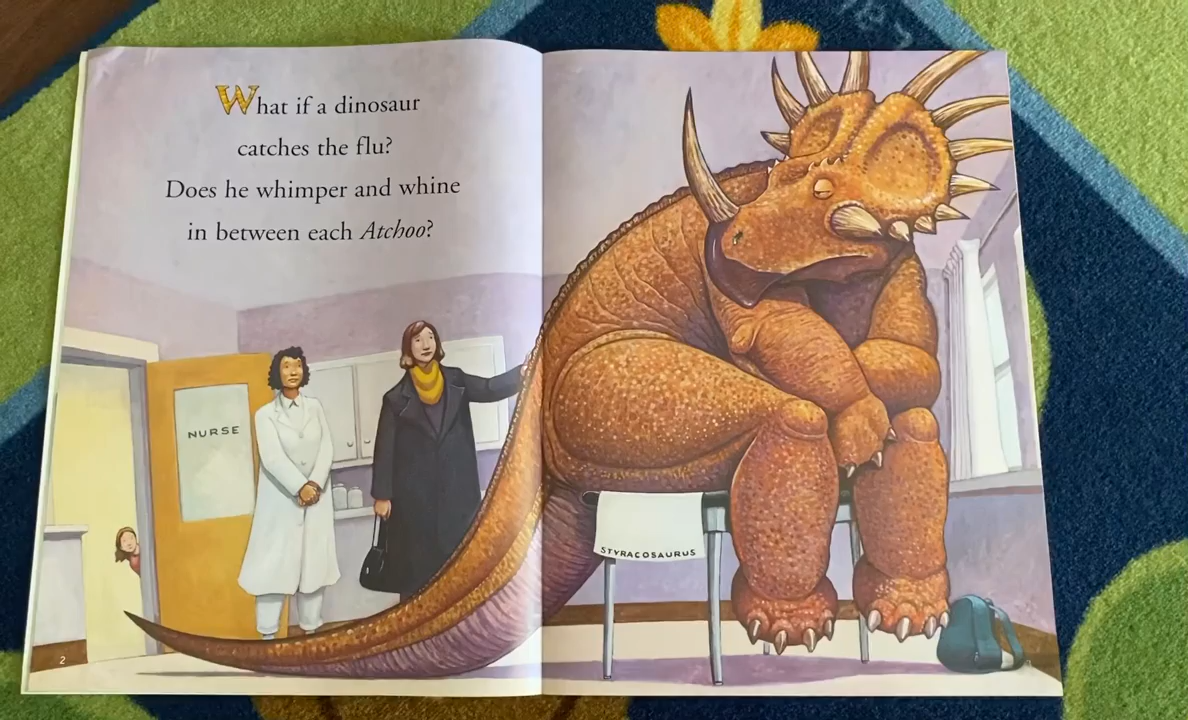 What if a dinosaur
catches the flu?
Does he whimper and whine
in between each Atchoo?
NURSE
STYRACOSAURUS
2